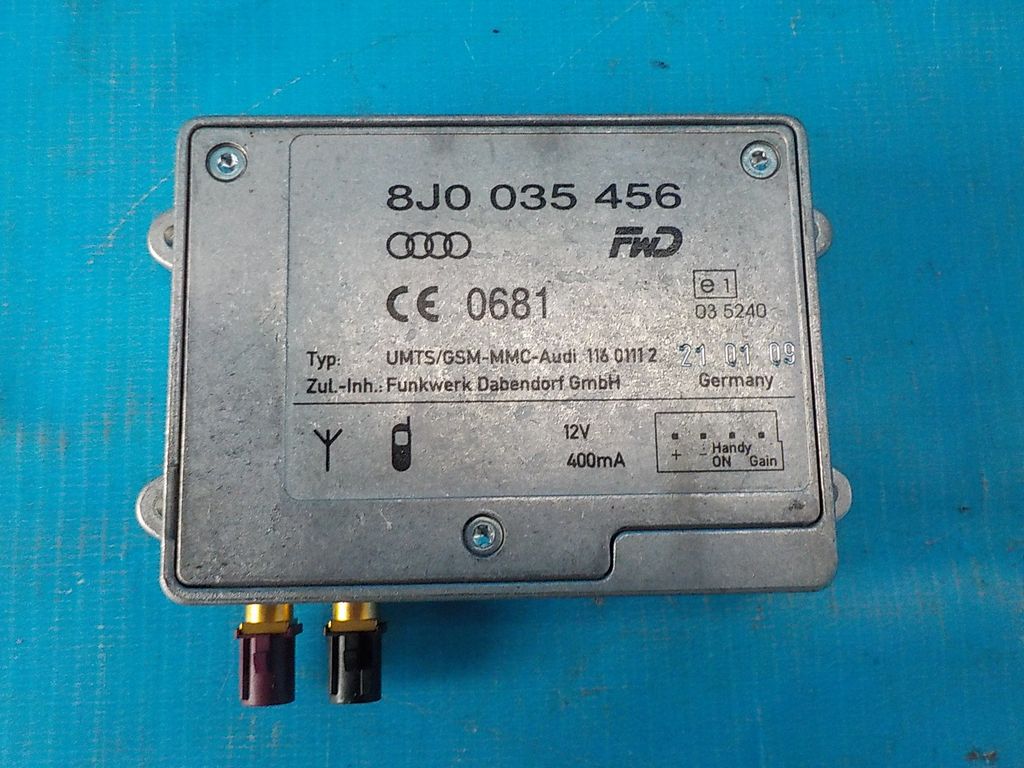 8J0 035 456
FWD
CE 0681
e 1
03 5240
Typ: UMTS/GSM-MMC-Audi 116 0111 2 21 01 09
Zul.-Inh.: Funkwerk Dabendorf GmbH Germany
12V
400mA
+ - Handy
ON Gain